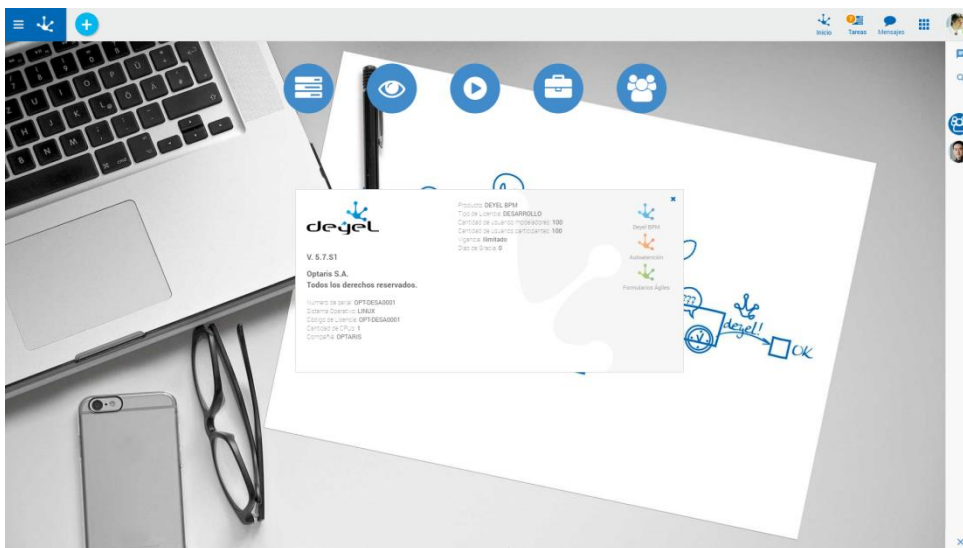 Inicio
Tareas
Mensajes
deyel
V. 5.7.S1
Optaris S.A.
Todos los derechos reservados.
Número de serial: OPT-DESA0001
Sistema Operativo: LINUX
Código de Licencia: OPT-DESA0001
Cantidad de CPUs: 1
Compañía: OPTARIS
Producto: DEYEL BPM
Tipo de Licencia: DESARROLLO
Cantidad de usuarios modeladores: 100
Cantidad de usuarios participantes: 100
Vigencia: Ilimitado
Días de Gracia: 0
Deyel BPM
Autoatención
Formularios Ágiles
???
deyel!
OK